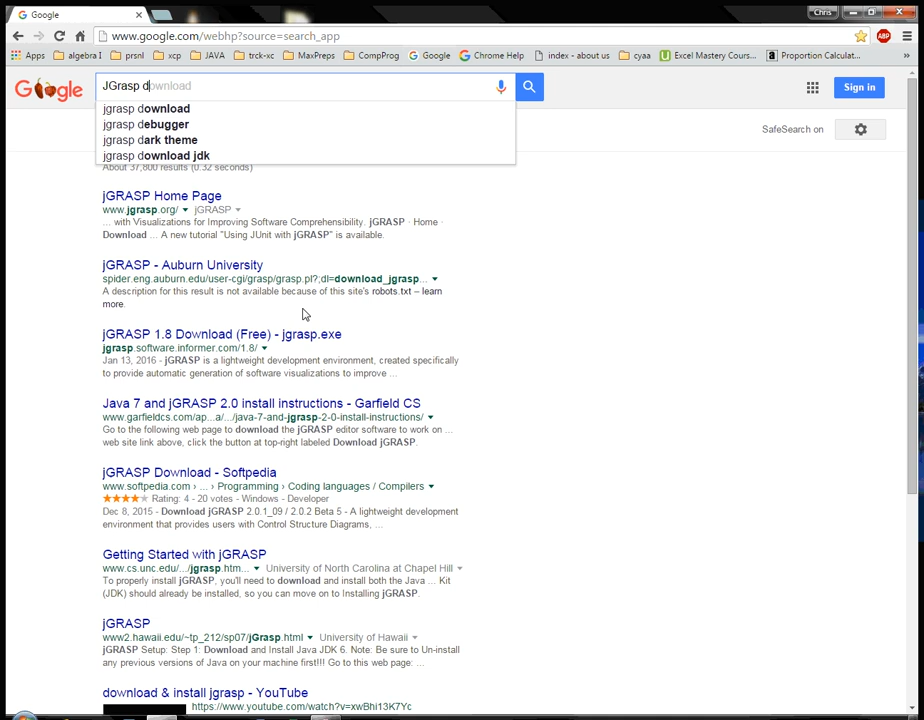 Google
Chris
www.google.com/webhp?source=search_app
ABP
Apps algebra I prsnl xcp JAVA trck-xc MaxPreps CompProg Google Chrome Help index - about us cyaa Excel Mastery Cours... Proportion Calculat...
Google
JGrasp download
Sign in
jgrasp download
jgrasp debugger
jgrasp dark theme
jgrasp download jdk
SafeSearch on
About 37,800 results (0.32 seconds)
jGRASP Home Page
www.jgrasp.org/ jGRASP
... with Visualizations for Improving Software Comprehensibility. jGRASP · Home ·
Download ... A new tutorial "Using JUnit with jGRASP" is available.
jGRASP - Auburn University
spider.eng.auburn.edu/user-cgi/grasp/grasp.pl?;dl=download_jgrasp...
A description for this result is not available because of this site's robots.txt – learn
more.
jGRASP 1.8 Download (Free) - jgrasp.exe
jgrasp.software.informer.com/1.8/
Jan 13, 2016 - jGRASP is a lightweight development environment, created specifically
to provide automatic generation of software visualizations to improve ...
Java 7 and jGRASP 2.0 install instructions - Garfield CS
www.garfieldcs.com/ap...a/.../java-7-and-jgrasp-2-0-install-instructions/
Go to the following web page to download the jGRASP editor software to work on ...
web site link above, click the button at top-right labeled Download jGRASP.
jGRASP Download - Softpedia
www.softpedia.com › ... › Programming › Coding languages / Compilers
Rating: 4 - 20 votes - Windows - Developer
Dec 8, 2015 - Download jGRASP 2.0.1_09 / 2.0.2 Beta 5 - A lightweight development
environment that provides users with Control Structure Diagrams, ...
Getting Started with jGRASP
www.cs.unc.edu/.../jgrasp.htm... University of North Carolina at Chapel Hill
To properly install jGRASP, you'll need to download and install both the Java ... Kit
(JDK) should already be installed, so you can move on to Installing jGRASP.
jGRASP
www2.hawaii.edu/~tp_212/sp07/jGrasp.html University of Hawaii
jGRASP Setup: Step 1: Download and Install Java JDK 6. Note: Be sure to Un-install
any previous versions of Java on your machine first!!! Go to this web page: ...
download & install jgrasp - YouTube
https://www.youtube.com/watch?v=xwBhi13K7Yc